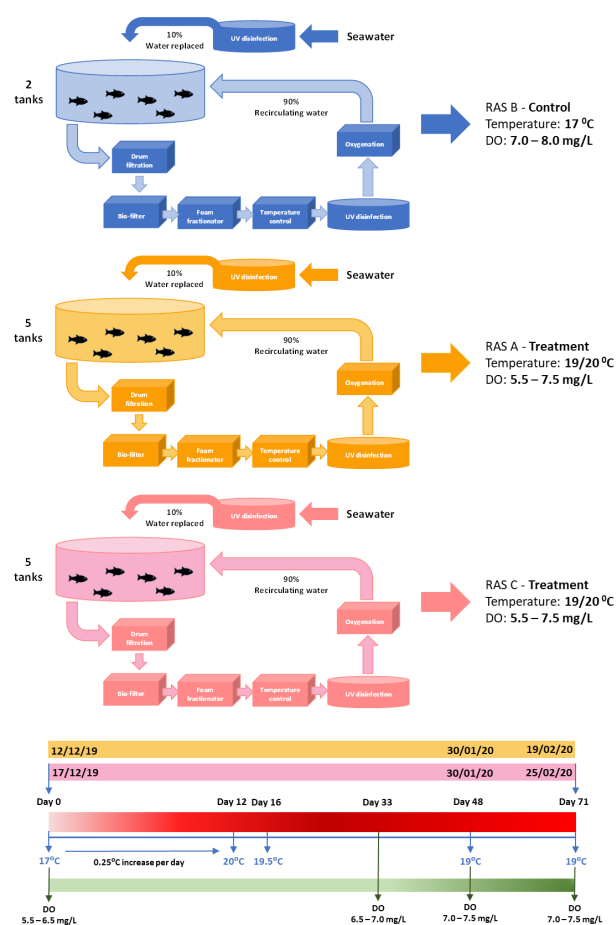 10%
Water replaced
UV disinfection
Seawater
2
tanks
90%
Recirculating water
Oxygenation
Drum
filtration
Bio-filter
Foam
fractionator
Temperature
control
UV disinfection
RAS B - Control
Temperature: 17 ⁰C
DO: 7.0 – 8.0 mg/L
10%
Water replaced
UV disinfection
Seawater
5
tanks
90%
Recirculating water
Oxygenation
Drum
filtration
Bio-filter
Foam
fractionator
Temperature
control
UV disinfection
RAS A - Treatment
Temperature: 19/20 ⁰C
DO: 5.5 – 7.5 mg/L
10%
Water replaced
UV disinfection
Seawater
5
tanks
90%
Recirculating water
Oxygenation
Drum
filtration
Bio-filter
Foam
fractionator
Temperature
control
UV disinfection
RAS C - Treatment
Temperature: 19/20 ⁰C
DO: 5.5 – 7.5 mg/L
12/12/19 30/01/20 19/02/20
17/12/19 30/01/20 25/02/20
Day 0 Day 12 Day 16 Day 33 Day 48 Day 71
17⁰C 0.25⁰C increase per day 20⁰C 19.5⁰C 19⁰C 19⁰C
DO
5.5 – 6.5 mg/L
DO
6.5 – 7.0 mg/L
DO
7.0 – 7.5 mg/L
DO
7.0 – 7.5 mg/L